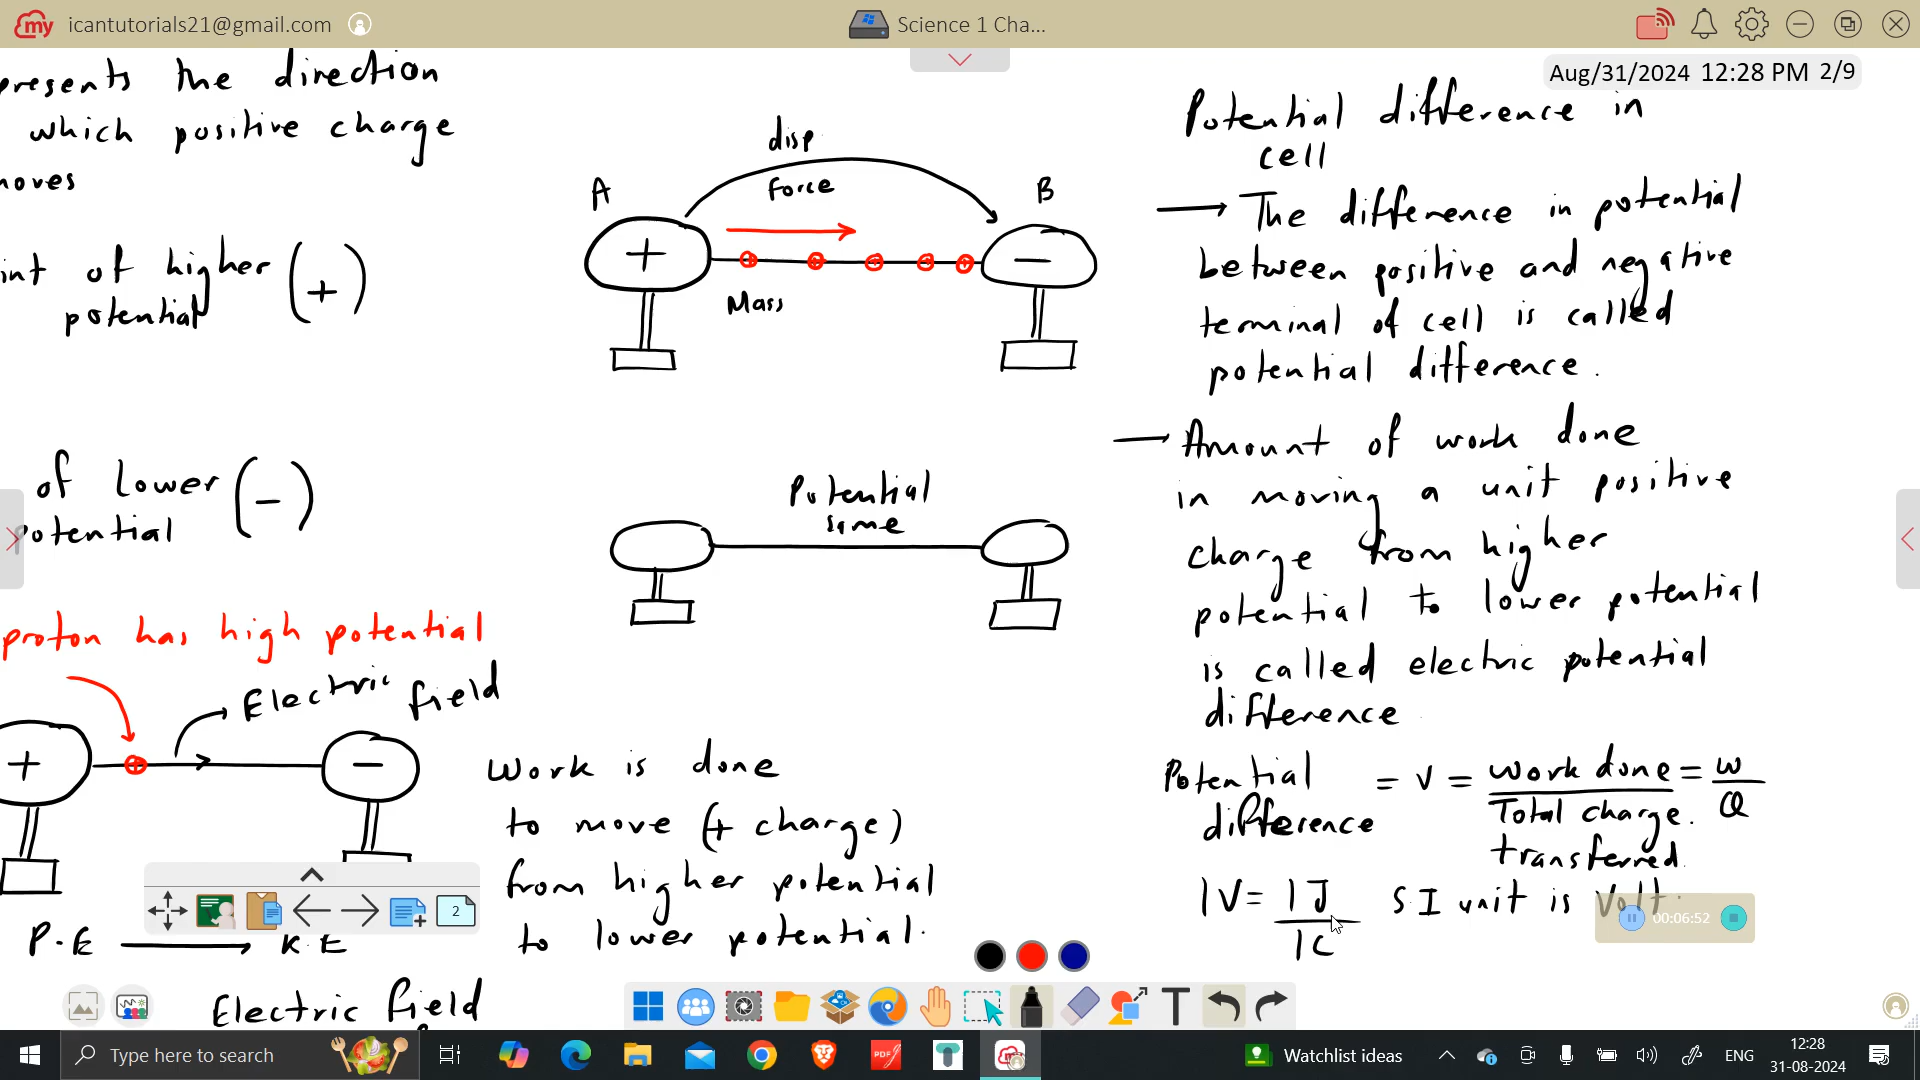 my icantutorials21@gmail.com
Science 1 Cha...
Aug/31/2024 12:28 PM 2/9
presents the direction
which positive charge
moves
int of higher (+)
potential
of lower (-)
potential
proton has high potential
Electric field
+
-
P.E → K.E
Electric field
disp
Force
A
B
+
-
Mass
Potential
same
Work is done
to move (+ charge)
from higher potential
to lower potential.
Potential difference in
cell
→ The difference in potential
between positive and negative
terminal of cell is called
potential difference.
— Amount of work done
in moving a unit positive
charge from higher
potential to lower potential
is called electric potential
difference
Potential difference = V = work done / Total charge. transferred. = W / Q
1V = 1J / 1C S.I unit is Volt.
00:06:52
2
Type here to search
PDF
Watchlist ideas
ENG
12:28
31-08-2024